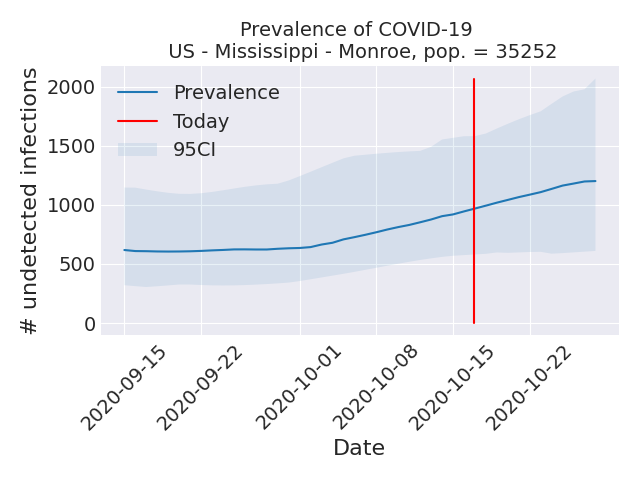 Prevalence of COVID-19
US - Mississippi - Monroe, pop. = 35252
# undetected infections
2000
1500
1000
500
0
Prevalence
Today
95CI
2020-09-15
2020-09-22
2020-10-01
2020-10-08
2020-10-15
2020-10-22
Date